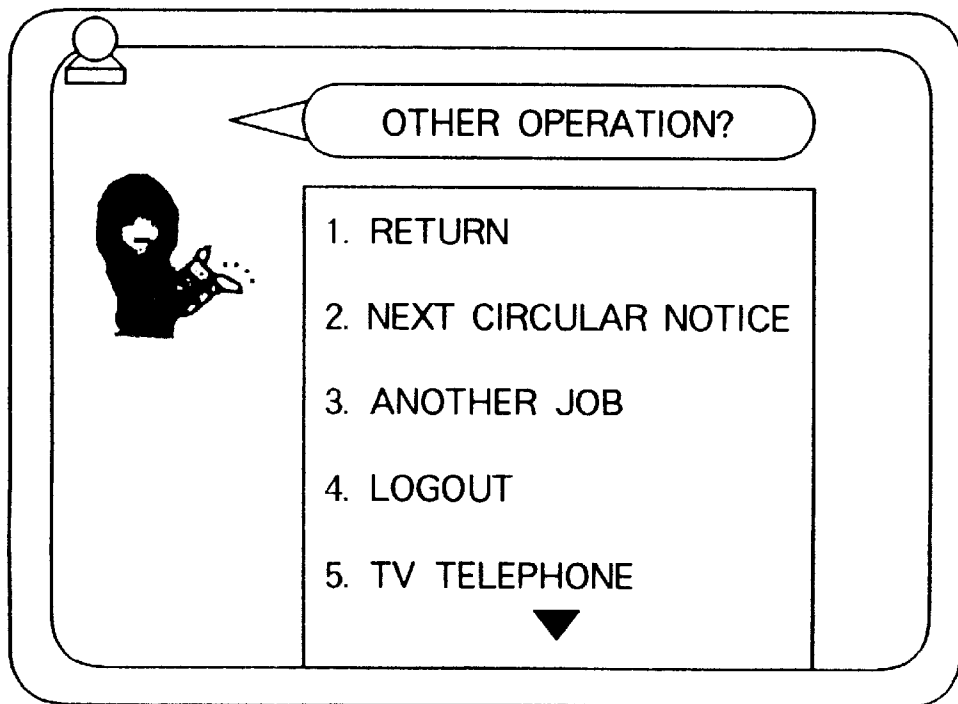 OTHER OPERATION?
1. RETURN
2. NEXT CIRCULAR NOTICE
3. ANOTHER JOB
4. LOGOUT
5. TV TELEPHONE